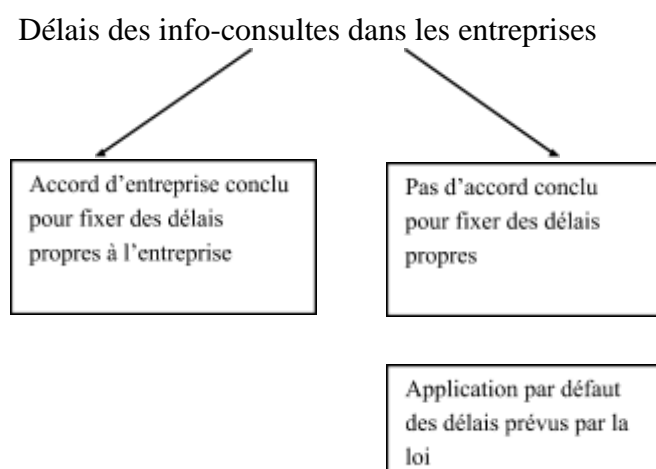 Délais des info-consultes dans les entreprises
Accord d'entreprise conclu
pour fixer des délais
propres à l'entreprise
Pas d'accord conclu
pour fixer des délais
propres
Application par défaut
des délais prévus par la
loi